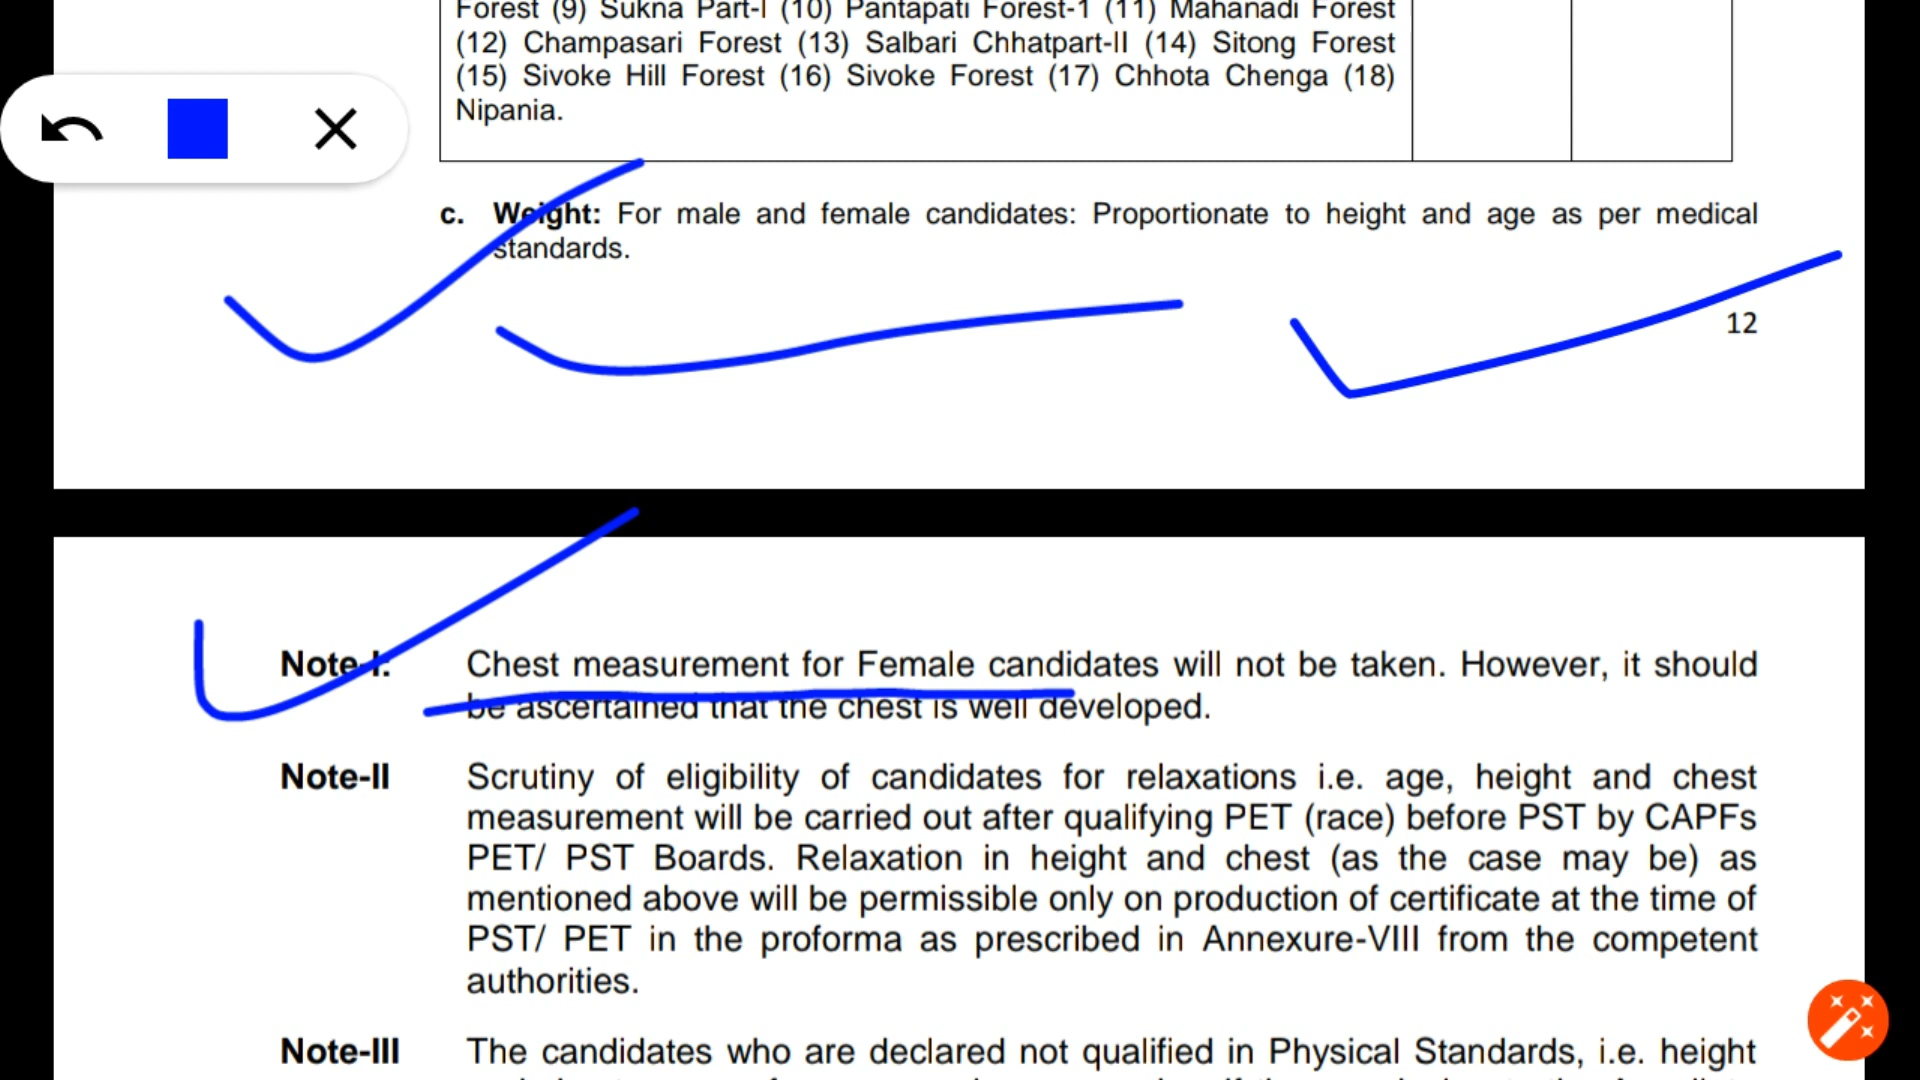 Forest (9) Sukna Part-I (10) Pantapati Forest-1 (11) Mahanadi Forest
(12) Champasari Forest (13) Salbari Chhatpart-II (14) Sitong Forest
(15) Sivoke Hill Forest (16) Sivoke Forest (17) Chhota Chenga (18)
Nipania.
c. Weight: For male and female candidates: Proportionate to height and age as per medical
standards.
12
Note-I: Chest measurement for Female candidates will not be taken. However, it should
be ascertained that the chest is well developed.
Note-II Scrutiny of eligibility of candidates for relaxations i.e. age, height and chest
measurement will be carried out after qualifying PET (race) before PST by CAPFs
PET/ PST Boards. Relaxation in height and chest (as the case may be) as
mentioned above will be permissible only on production of certificate at the time of
PST/ PET in the proforma as prescribed in Annexure-VIII from the competent
authorities.
Note-III The candidates who are declared not qualified in Physical Standards, i.e. height